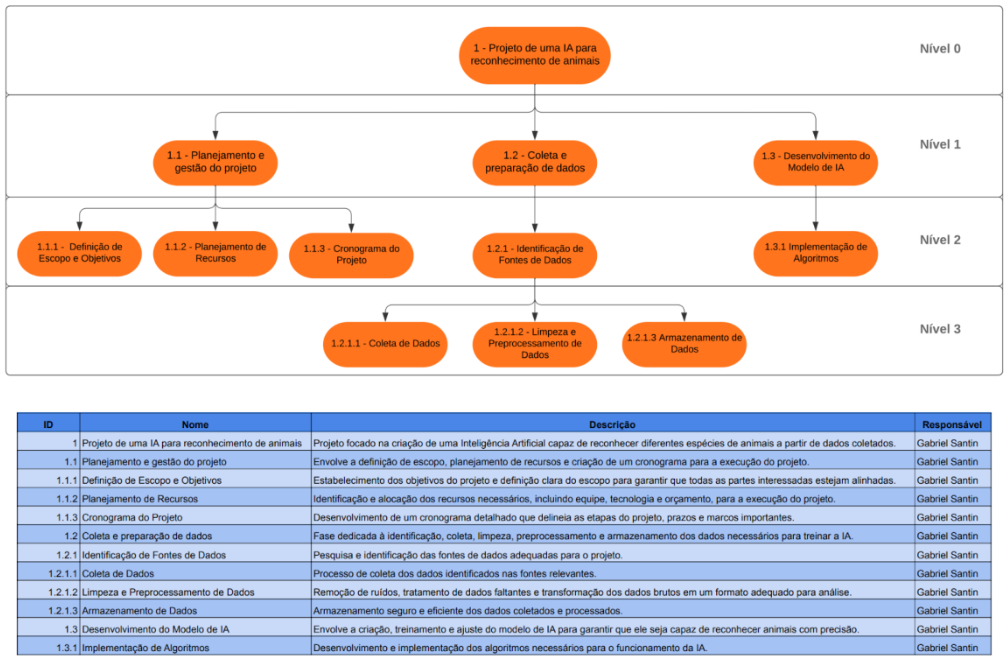 1 - Projeto de uma IA para
reconhecimento de animais
Nível 0
1.1 - Planejamento e
gestão do projeto
1.2 - Coleta e
preparação de dados
1.3 - Desenvolvimento do
Modelo de IA
Nível 1
1.1.1 - Definição de
Escopo e Objetivos
1.1.2 - Planejamento de
Recursos
1.1.3 - Cronograma do
Projeto
1.2.1 - Identificação de
Fontes de Dados
1.3.1 Implementação de
Algoritmos
Nível 2
1.2.1.1 - Coleta de Dados
1.2.1.2 - Limpeza e
Preprocessamento de
Dados
1.2.1.3 Armazenamento de
Dados
Nível 3
ID Nome Descrição Responsável
1 Projeto de uma IA para reconhecimento de animais Projeto focado na criação de uma Inteligência Artificial capaz de reconhecer diferentes espécies de animais a partir de dados coletados. Gabriel Santin
1.1 Planejamento e gestão do projeto Envolve a definição de escopo, planejamento de recursos e criação de um cronograma para a execução do projeto. Gabriel Santin
1.1.1 Definição de Escopo e Objetivos Estabelecimento dos objetivos do projeto e definição clara do escopo para garantir que todas as partes interessadas estejam alinhadas. Gabriel Santin
1.1.2 Planejamento de Recursos Identificação e alocação dos recursos necessários, incluindo equipe, tecnologia e orçamento, para a execução do projeto. Gabriel Santin
1.1.3 Cronograma do Projeto Desenvolvimento de um cronograma detalhado que delineia as etapas do projeto, prazos e marcos importantes. Gabriel Santin
1.2 Coleta e preparação de dados Fase dedicada à identificação, coleta, limpeza, preprocessamento e armazenamento dos dados necessários para treinar a IA. Gabriel Santin
1.2.1 Identificação de Fontes de Dados Pesquisa e identificação das fontes de dados adequadas para o projeto. Gabriel Santin
1.2.1.1 Coleta de Dados Processo de coleta dos dados identificados nas fontes relevantes. Gabriel Santin
1.2.1.2 Limpeza e Preprocessamento de Dados Remoção de ruídos, tratamento de dados faltantes e transformação dos dados brutos em um formato adequado para análise. Gabriel Santin
1.2.1.3 Armazenamento de Dados Armazenamento seguro e eficiente dos dados coletados e processados. Gabriel Santin
1.3 Desenvolvimento do Modelo de IA Envolve a criação, treinamento e ajuste do modelo de IA para garantir que ele seja capaz de reconhecer animais com precisão. Gabriel Santin
1.3.1 Implementação de Algoritmos Desenvolvimento e implementação dos algoritmos necessários para o funcionamento da IA. Gabriel Santin